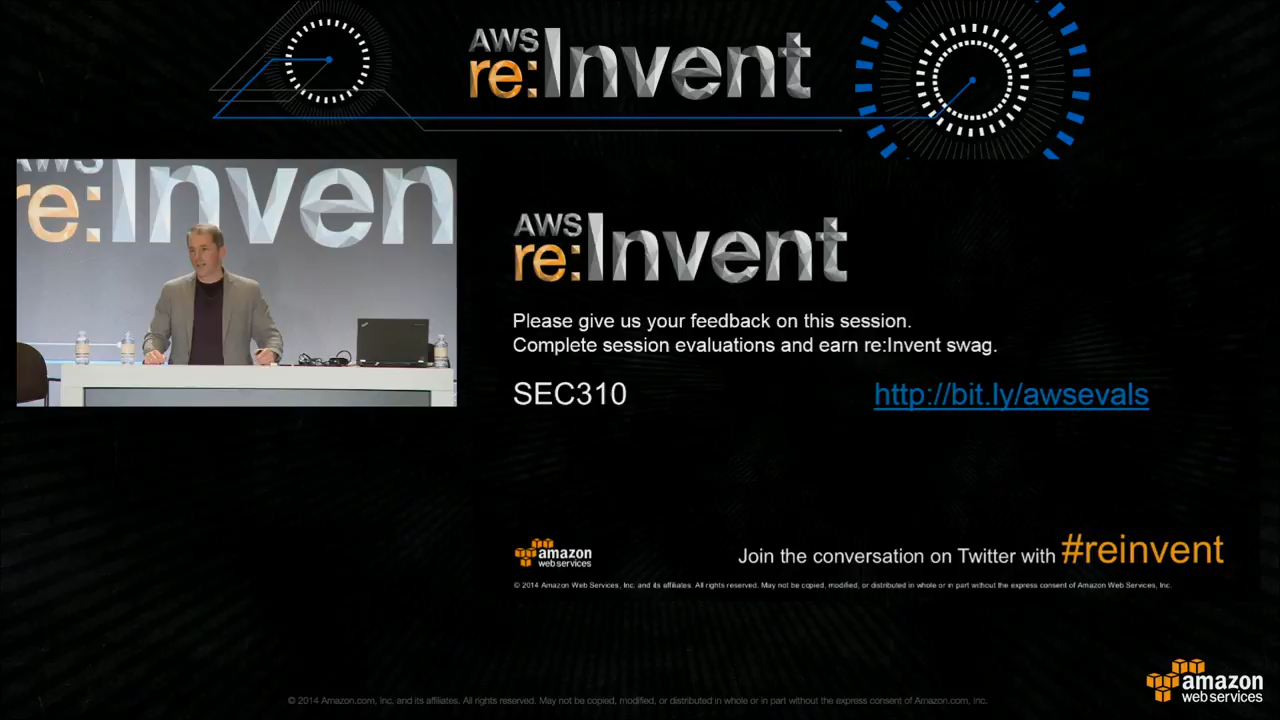 AWS
re:Invent
AWS
re:Inven
AWS
re:Invent
Please give us your feedback on this session.
Complete session evaluations and earn re:Invent swag.
SEC310
http://bit.ly/awsevals
amazon
web services
Join the conversation on Twitter with #reinvent
© 2014 Amazon Web Services, Inc. and its affiliates. All rights reserved. May not be copied, modified, or distributed in whole or in part without the express consent of Amazon Web Services, Inc.
amazon
web services
© 2014 Amazon.com, Inc. and its affiliates. All rights reserved. May not be copied, modified, or distributed in whole or in part without the express consent of Amazon.com, Inc.